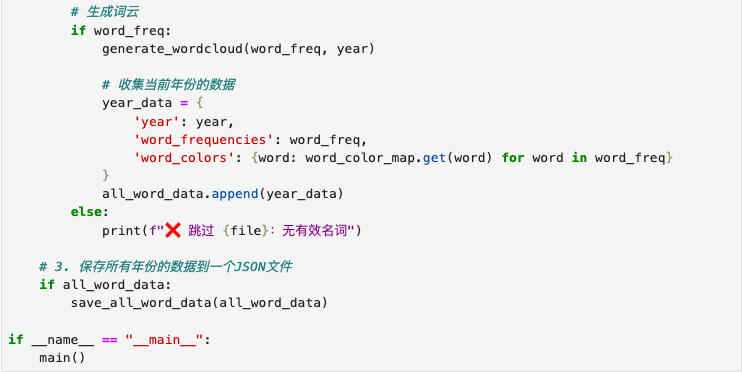 # 生成词云
        if word_freq:
            generate_wordcloud(word_freq, year)

            # 收集当前年份的数据
            year_data = {
                'year': year,
                'word_frequencies': word_freq,
                'word_colors': {word: word_color_map.get(word) for word in word_freq}
            }
            all_word_data.append(year_data)
        else:
            print(f"❌ 跳过 {file}：无有效名词")

    # 3. 保存所有年份的数据到一个JSON文件
    if all_word_data:
        save_all_word_data(all_word_data)

if __name__ == "__main__":
    main()